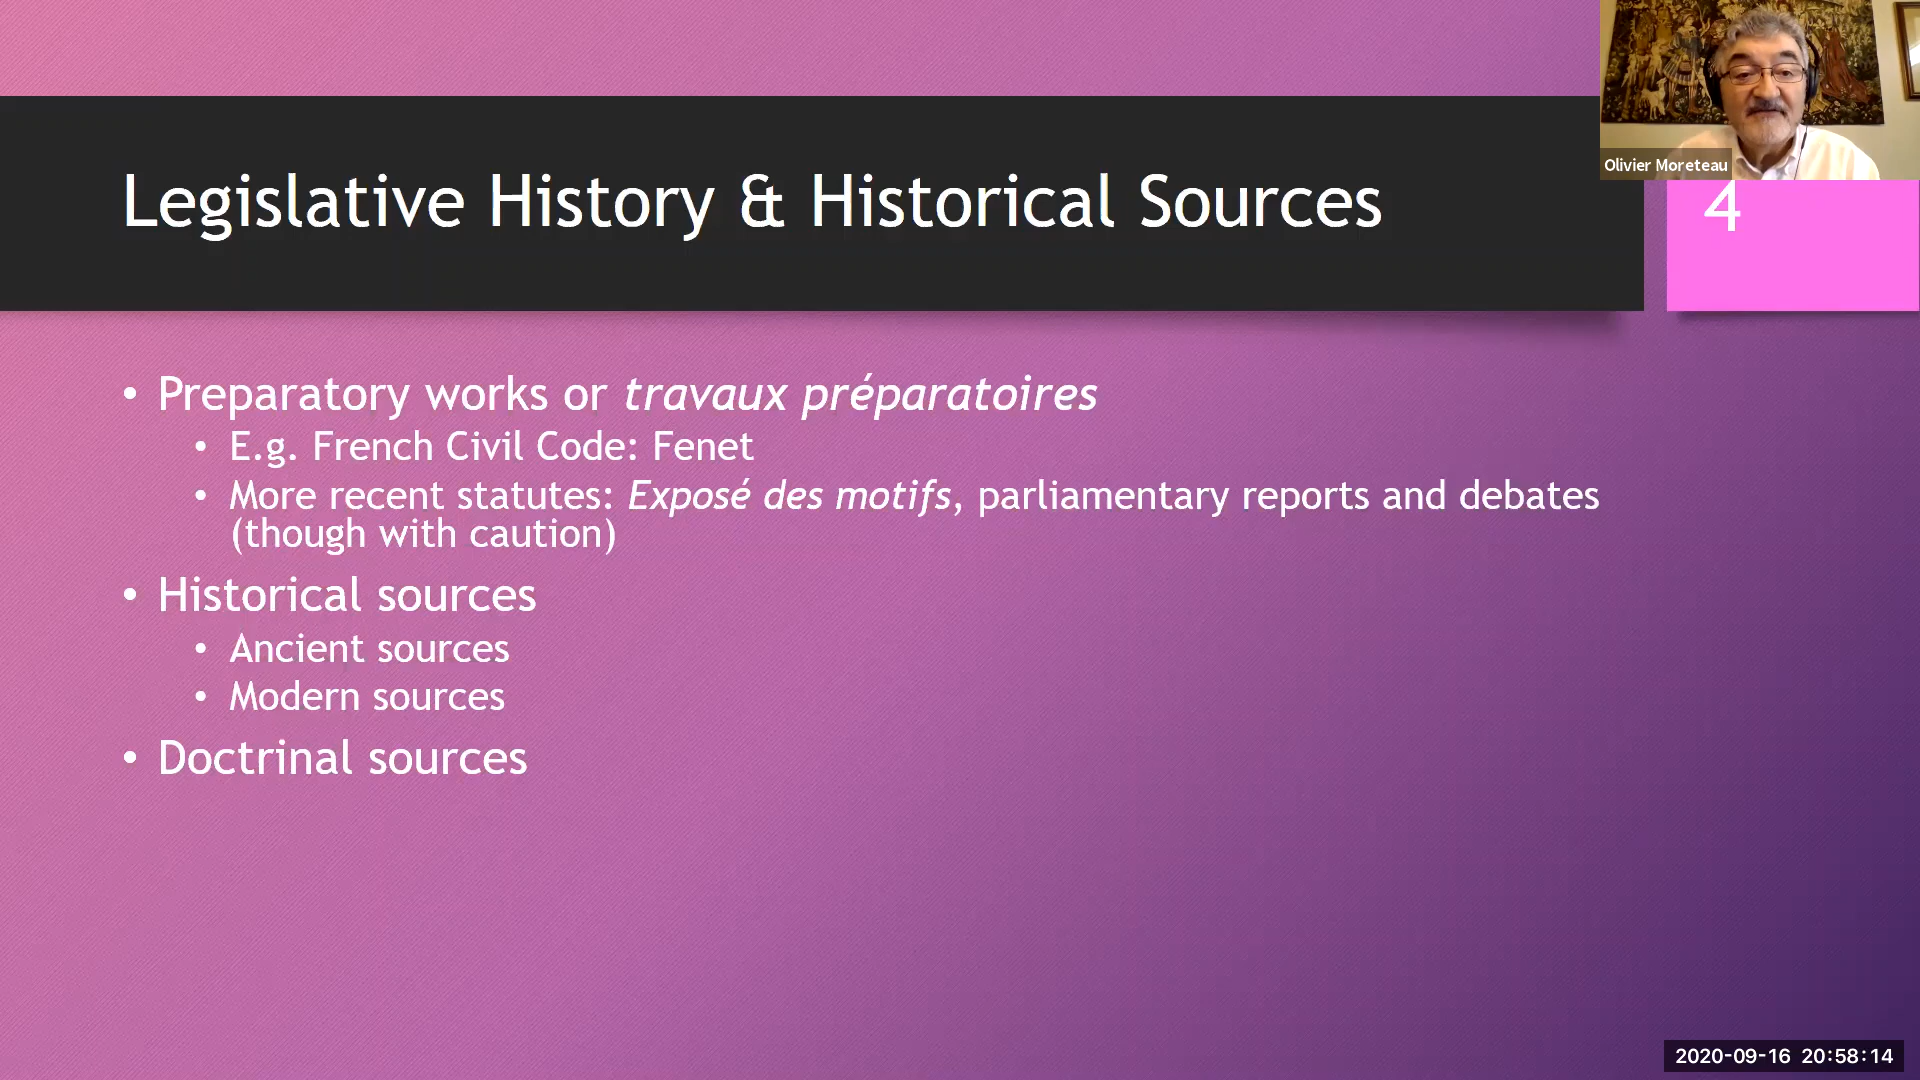 Olivier Moreteau
Legislative History & Historical Sources
4
• Preparatory works or travaux préparatoires
• E.g. French Civil Code: Fenet
• More recent statutes: Exposé des motifs, parliamentary reports and debates
(though with caution)
• Historical sources
• Ancient sources
• Modern sources
• Doctrinal sources
2020-09-16 20:58:14